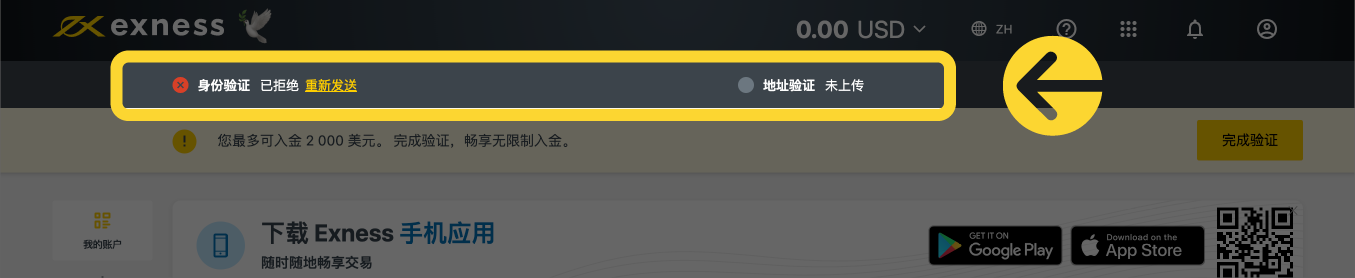 exness
0.00 USD
ZH
身份验证 已拒绝 重新发送
地址验证 未上传
您最多可入金 2 000 美元。 完成验证，畅享无限制入金。
完成验证
我的账户
下载 Exness 手机应用
随时随地畅享交易
GET IT ON
Google Play
Download on the
App Store